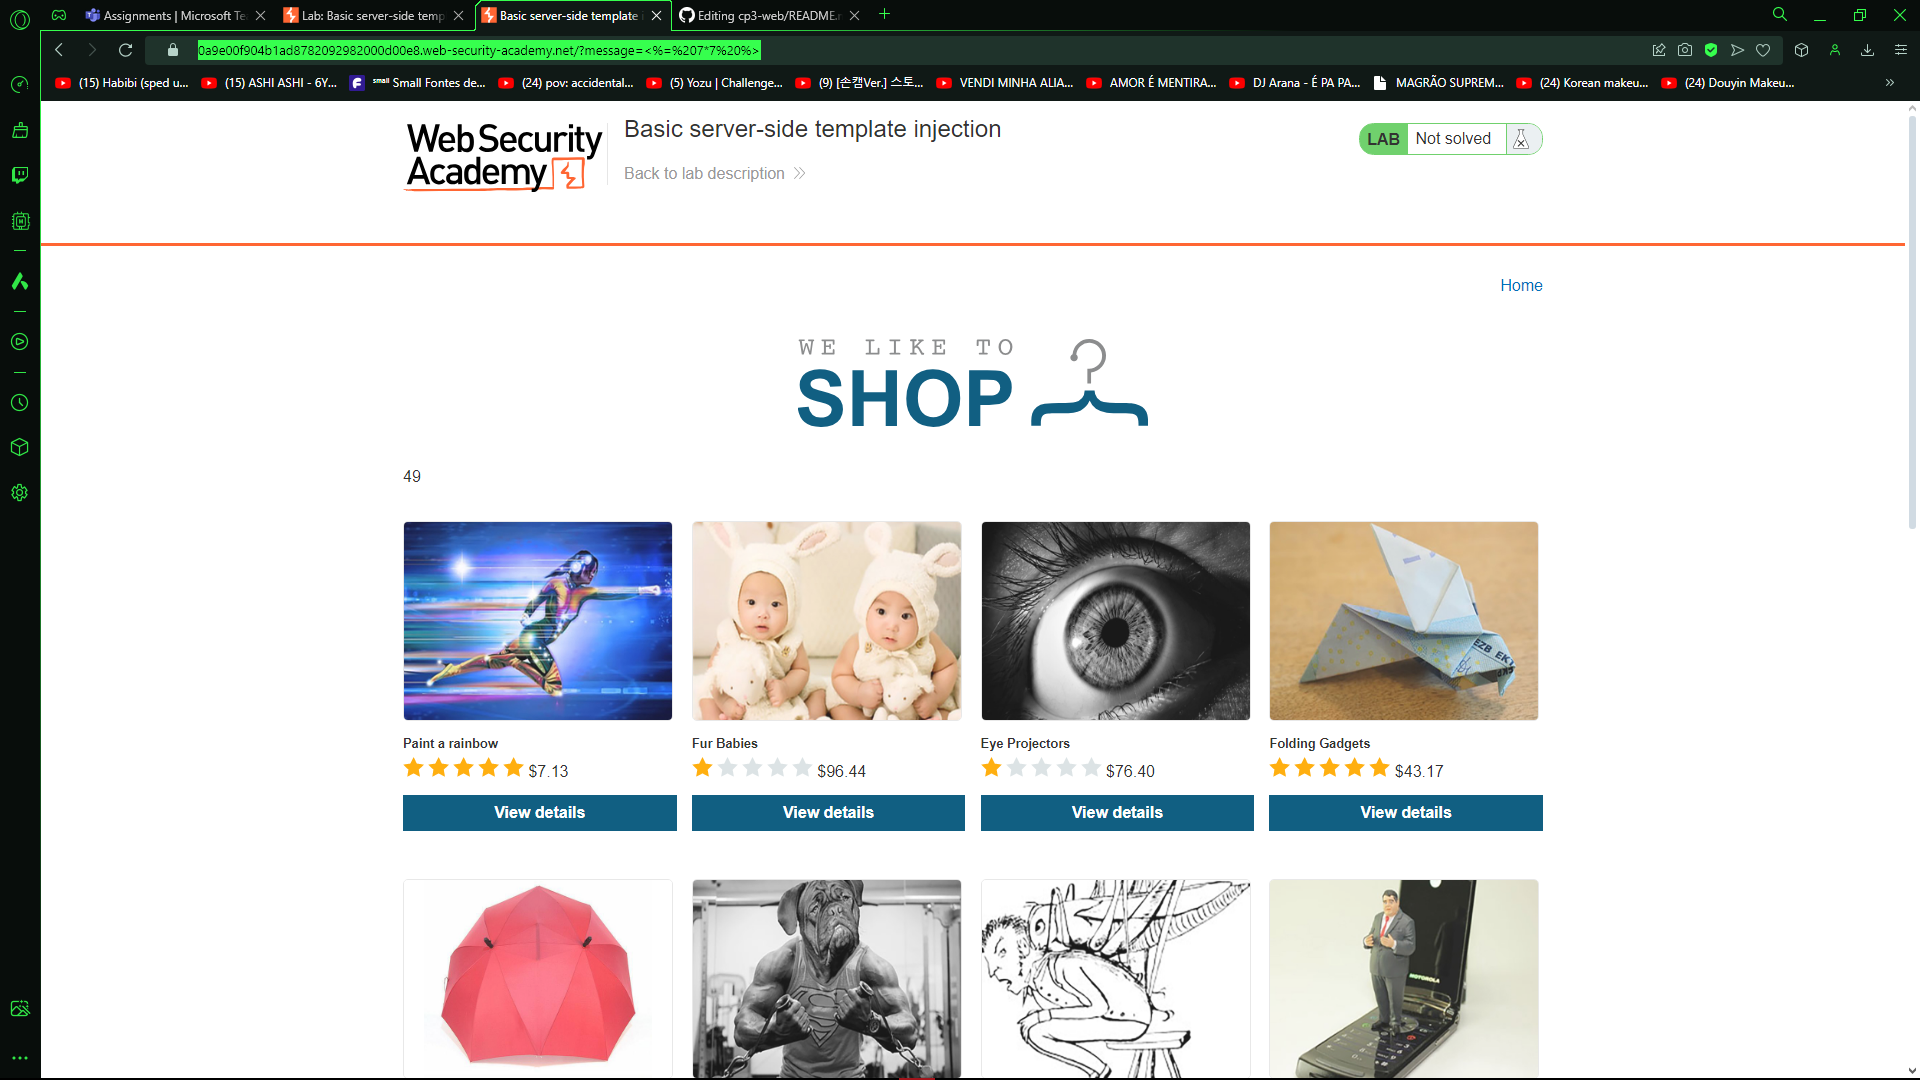 Assignments | Microsoft Te
Lab: Basic server-side temp
Basic server-side template
Editing cp3-web/README.
0a9e00f904b1ad8782092982000d00e8.web-security-academy.net/?message=<%=%207*7%20%>
(15) Habibi (sped u...
(15) ASHI ASHI - 6Y...
small Small Fontes de...
(24) pov: accidental...
(5) Yozu | Challenge...
(9) [손캠Ver.] 스토...
VENDI MINHA ALIA...
AMOR É MENTIRA...
DJ Arana - É PA PA...
MAGRÃO SUPREM...
(24) Korean makeu...
(24) Douyin Makeu...
Web Security
Academy
Basic server-side template injection
Back to lab description
LAB Not solved
Home
WE LIKE TO
SHOP
49
Paint a rainbow
$7.13
View details
Fur Babies
$96.44
View details
Eye Projectors
$76.40
View details
Folding Gadgets
$43.17
View details
MOTOROLA